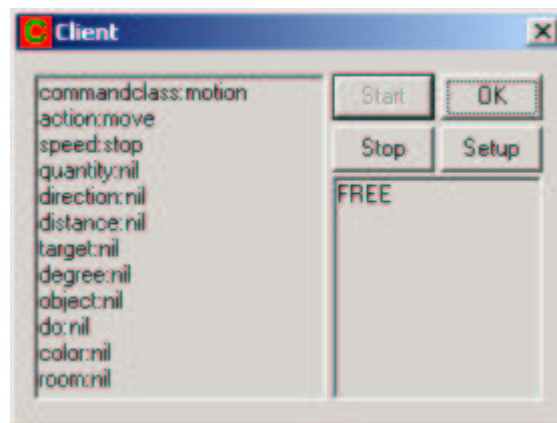 C Client
commandclass:motion
action:move
speed:stop
quantity:nil
direction:nil
distance:nil
target:nil
degree:nil
object:nil
do:nil
color:nil
room:nil
Start OK
Stop Setup
FREE